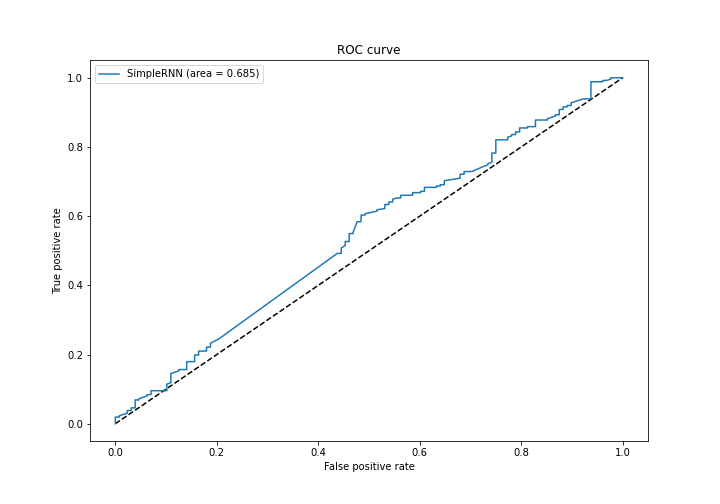 ROC curve
SimpleRNN (area = 0.685)
True positive rate
1.0
0.8
0.6
0.4
0.2
0.0
0.0 0.2 0.4 0.6 0.8 1.0
False positive rate